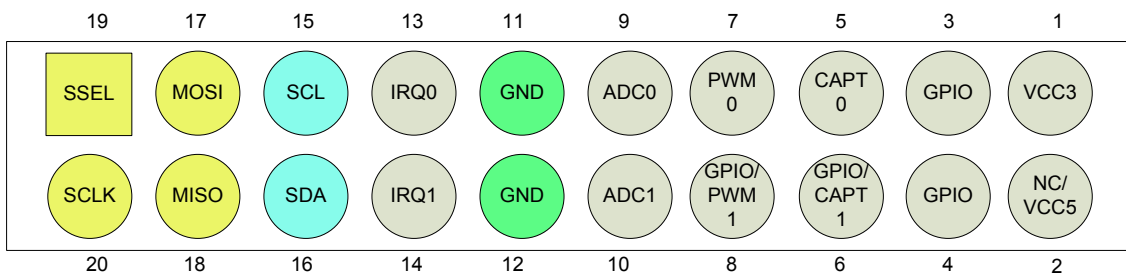 19 17 15 13 11 9 7 5 3 1
SSEL MOSI SCL IRQ0 GND ADC0 PWM 0 CAPT 0 GPIO VCC3
SCLK MISO SDA IRQ1 GND ADC1 GPIO/ PWM 1 GPIO/ CAPT 1 GPIO NC/ VCC5
20 18 16 14 12 10 8 6 4 2